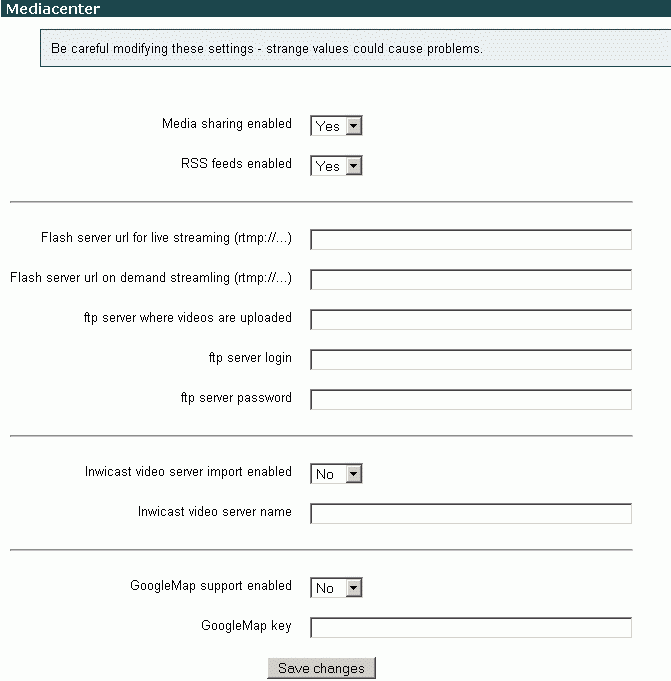 Mediacenter
Be careful modifying these settings - strange values could cause problems.
Media sharing enabled Yes
RSS feeds enabled Yes
Flash server url for live streaming (rtmp://...)
Flash server url on demand streamling (rtmp://...)
ftp server where videos are uploaded
ftp server login
ftp server password
Inwicast video server import enabled No
Inwicast video server name
GoogleMap support enabled No
GoogleMap key
Save changes